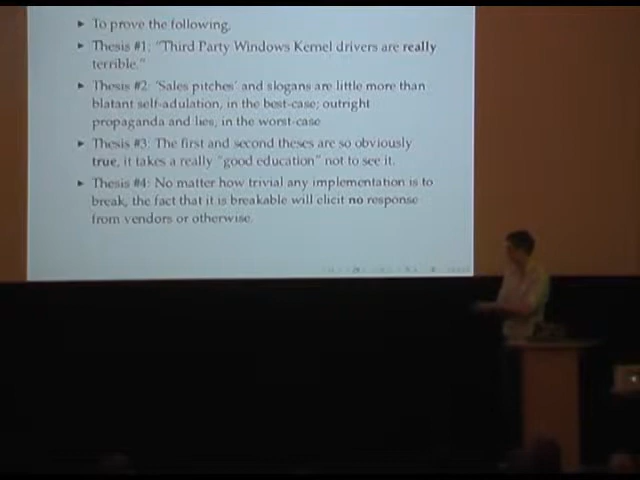 To prove the following.
Thesis #1: "Third Party Windows Kernel drivers are really
terrible."
Thesis #2: 'Sales pitches' and slogans are little more than
blatant self-adulation, in the best-case; outright
propaganda and lies, in the worst-case
Thesis #3: The first and second theses are so obviously
true, it takes a really "good education" not to see it.
Thesis #4: No matter how trivial any implementation is to
break, the fact that it is breakable will elicit no response
from vendors or otherwise.